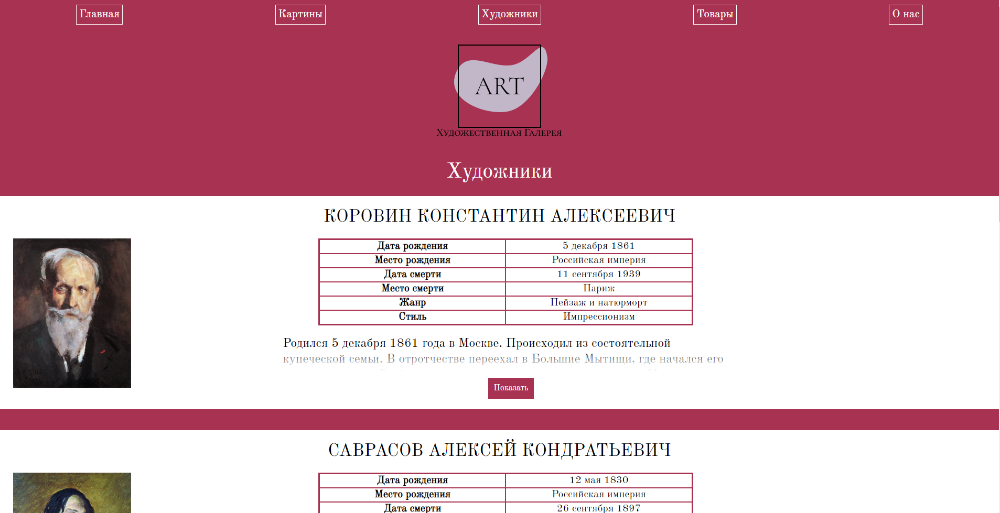 Главная Картины Художники Товары О нас
ART
Художественная Галерея
Художники
КОРОВИН КОНСТАНТИН АЛЕКСЕЕВИЧ
Дата рождения 5 декабря 1861
Место рождения Российская империя
Дата смерти 11 сентября 1939
Место смерти Париж
Жанр Пейзаж и натюрморт
Стиль Импрессионизм
Родился 5 декабря 1861 года в Москве. Происходил из состоятельной
купеческой семьи. В отротчестве переехал в Большие Мытищи, где начался его
Показать
САВРАСОВ АЛЕКСЕЙ КОНДРАТЬЕВИЧ
Дата рождения 12 мая 1830
Место рождения Российская империя
Дата смерти 26 сентября 1897